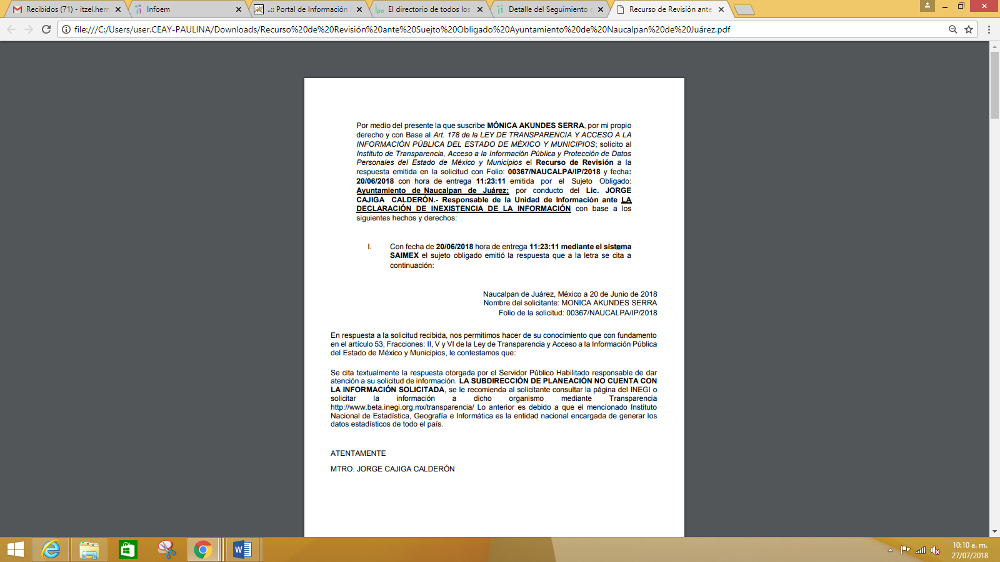 Recibidos (71) - itzel.hern
Infoem
..:: Portal de Información
El directorio de todos los
Detalle del Seguimiento
Recurso de Revisión ante
file:///C:/Users/user.CEAY-PAULINA/Downloads/Recurso%20de%20Revisión%20ante%20Suejto%20Obligado%20Ayuntamiento%20de%20Naucalpan%20de%20Juárez.pdf
Por medio del presente la que suscribe MÓNICA AKUNDES SERRA, por mi propio
derecho y con Base al Art. 178 de la LEY DE TRANSPARENCIA Y ACCESO A LA
INFORMACIÓN PÚBLICA DEL ESTADO DE MÉXICO Y MUNICIPIOS; solicito al
Instituto de Transparencia, Acceso a la Información Pública y Protección de Datos
Personales del Estado de México y Municipios el Recurso de Revisión a la
respuesta emitida en la solicitud con Folio: 00367/NAUCALPA/IP/2018 y fecha:
20/06/2018 con hora de entrega 11:23:11 emitida por el Sujeto Obligado:
Ayuntamiento de Naucalpan de Juárez; por conducto del Lic. JORGE
CAJIGA CALDERÓN.- Responsable de la Unidad de Información ante LA
DECLARACIÓN DE INEXISTENCIA DE LA INFORMACIÓN con base a los
siguientes hechos y derechos:
I. Con fecha de 20/06/2018 hora de entrega 11:23:11 mediante el sistema
SAIMEX el sujeto obligado emitió la respuesta que a la letra se cita a
continuación:
Naucalpan de Juárez, México a 20 de Junio de 2018
Nombre del solicitante: MONICA AKUNDES SERRA
Folio de la solicitud: 00367/NAUCALPA/IP/2018
En respuesta a la solicitud recibida, nos permitimos hacer de su conocimiento que con fundamento
en el artículo 53, Fracciones: II, V y VI de la Ley de Transparencia y Acceso a la Información Pública
del Estado de México y Municipios, le contestamos que:
Se cita textualmente la respuesta otorgada por el Servidor Público Habilitado responsable de dar
atención a su solicitud de información. LA SUBDIRECCIÓN DE PLANEACIÓN NO CUENTA CON
LA INFORMACIÓN SOLICITADA, se le recomienda al solicitante consultar la página del INEGI o
solicitar la información a dicho organismo mediante Transparencia
http://www.beta.inegi.org.mx/transparencia/ Lo anterior es debido a que el mencionado Instituto
Nacional de Estadística, Geografía e Informática es la entidad nacional encargada de generar los
datos estadísticos de todo el país.
ATENTAMENTE
MTRO. JORGE CAJIGA CALDERÓN
10:10 a. m.
27/07/2018